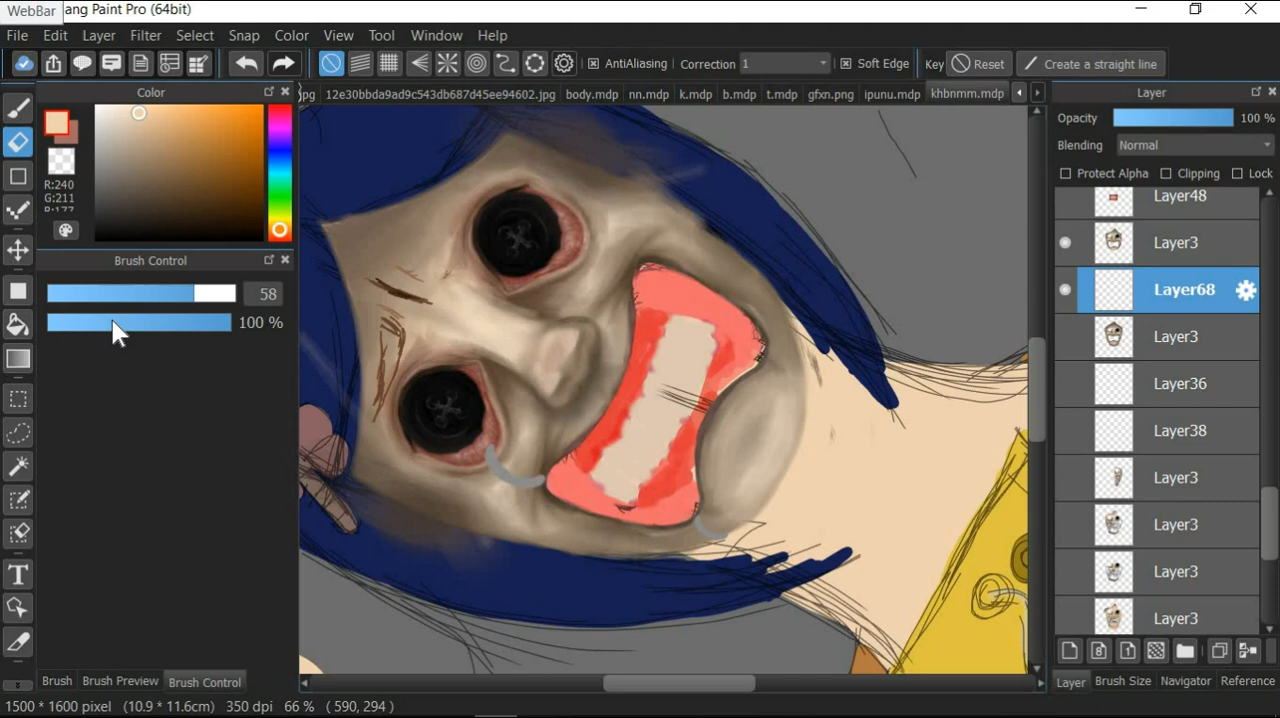 WebBar ang Paint Pro (64bit)
File Edit Layer Filter Select Snap Color View Tool Window Help
AntiAliasing Correction 1 Soft Edge Key Reset Create a straight line
Color
jpg 12e30bbda9ad9c543db687d45ee94602.jpg body.mdp nn.mdp k.mdp b.mdp t.mdp gfxn.png ipunu.mdp khbnmm.mdp
R:240
G:211
B:177
Brush Control
58
100 %
Layer
Opacity 100 %
Blending Normal
Protect Alpha Clipping Lock
Layer48
Layer3
Layer68
Layer3
Layer36
Layer38
Layer3
Layer3
Layer3
Layer3
T
8 1
Brush Brush Preview Brush Control
Layer Brush Size Navigator Reference
1500 * 1600 pixel (10.9 * 11.6cm) 350 dpi 66 % ( 590, 294 )